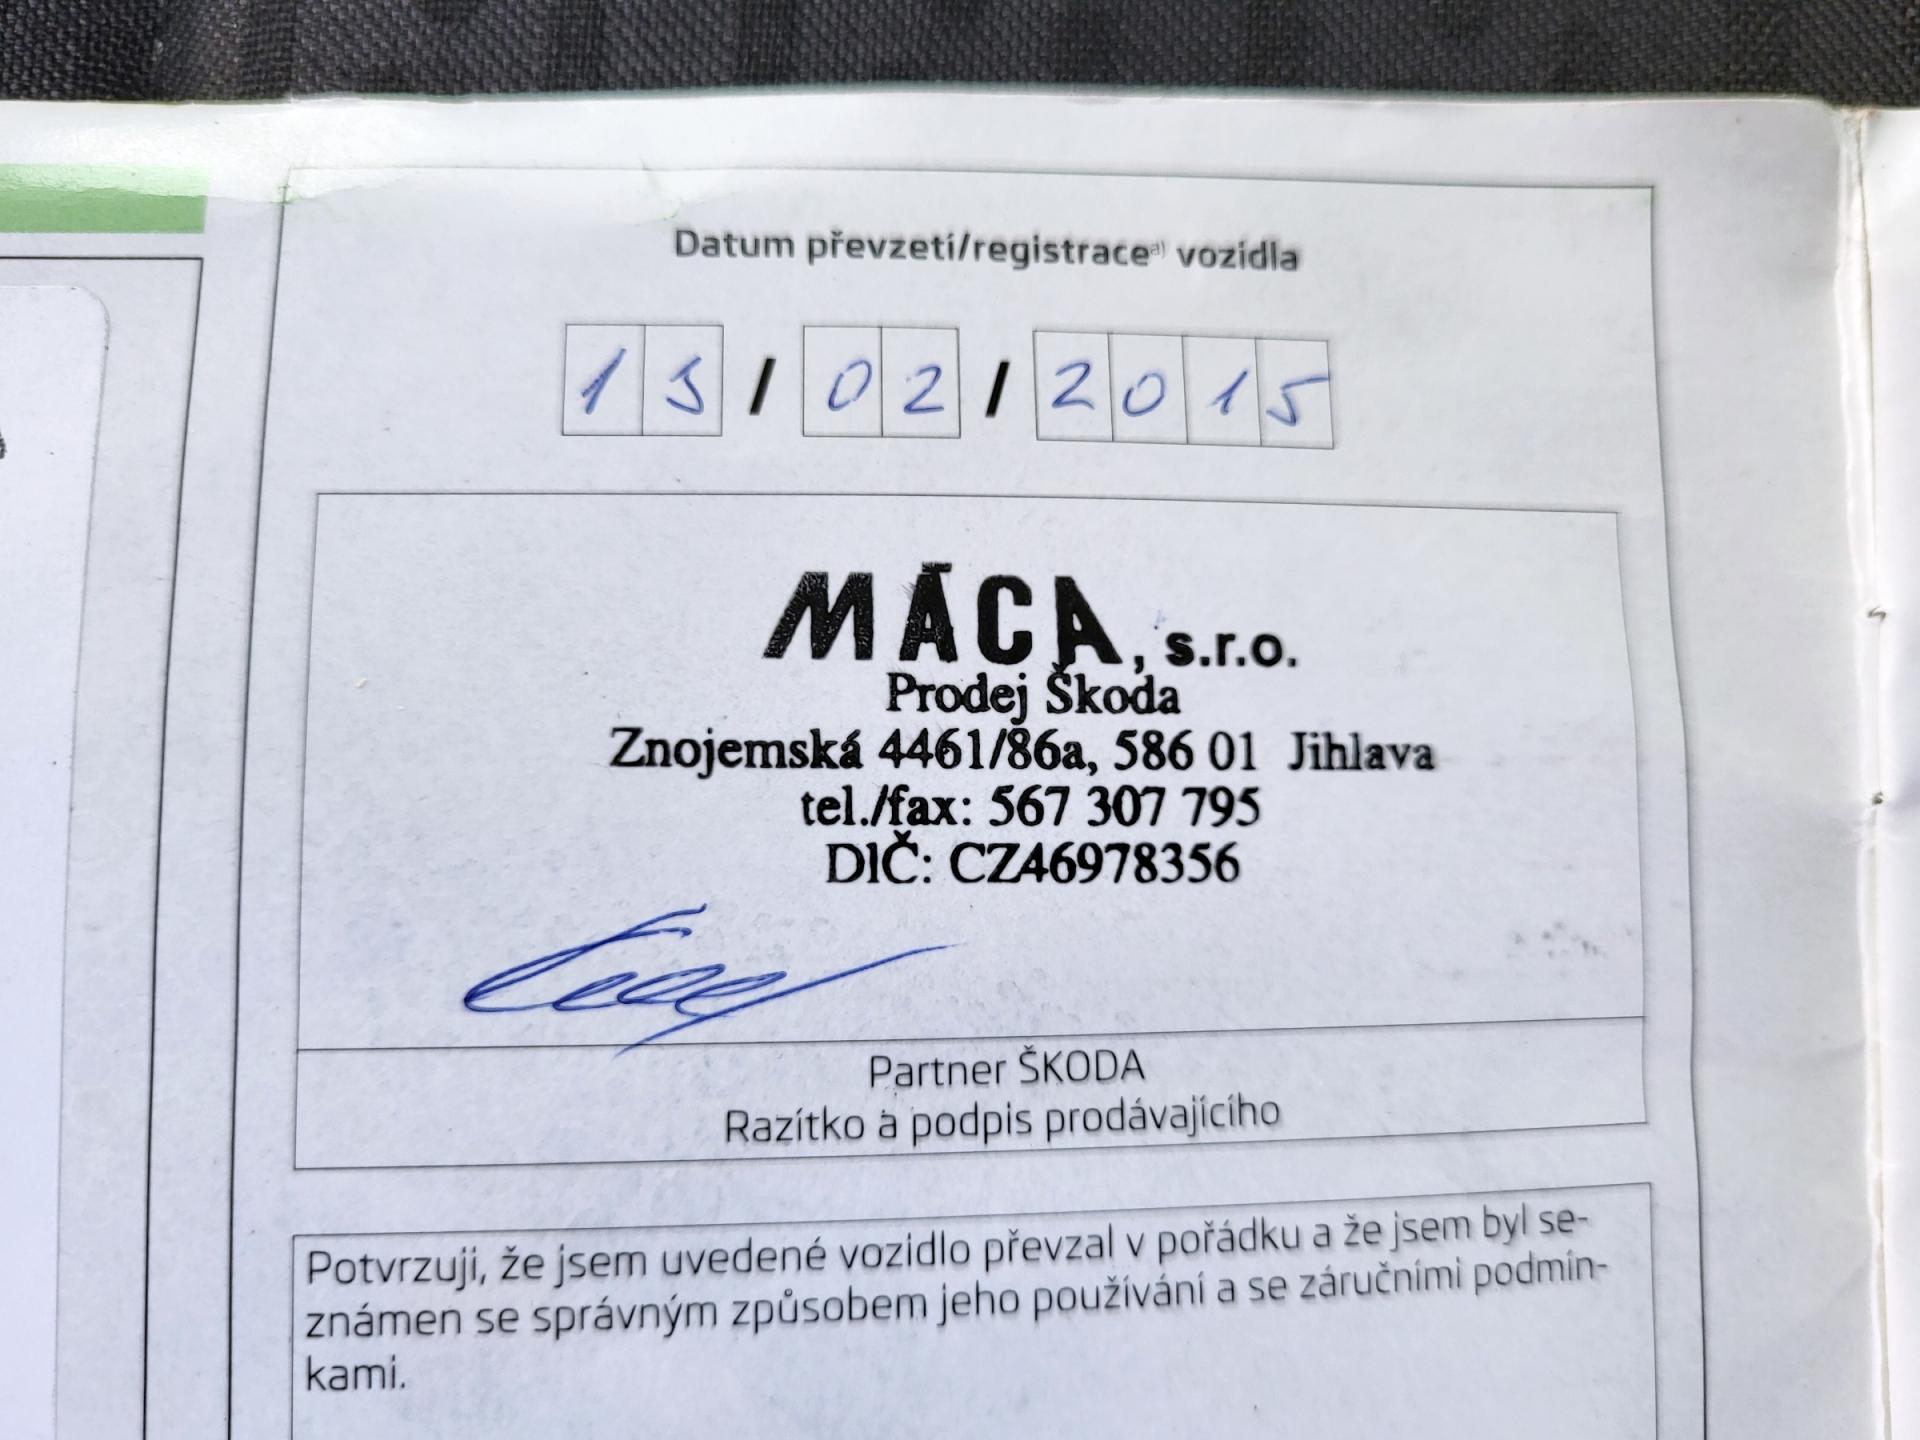 Datum převzetí/registrace a) vozidla
13/02/2015
MÁCA, s.r.o.
Prodej Škoda
Znojemská 4461/86a, 586 01 Jihlava
tel./fax: 567 307 795
DIČ: CZ46978356
Partner ŠKODA
Razítko a podpis prodávajícího
Potvrzuji, že jsem uvedené vozidlo převzal v pořádku a že jsem byl se-
známen se správným způsobem jeho používání a se záručními podmín-
kami.